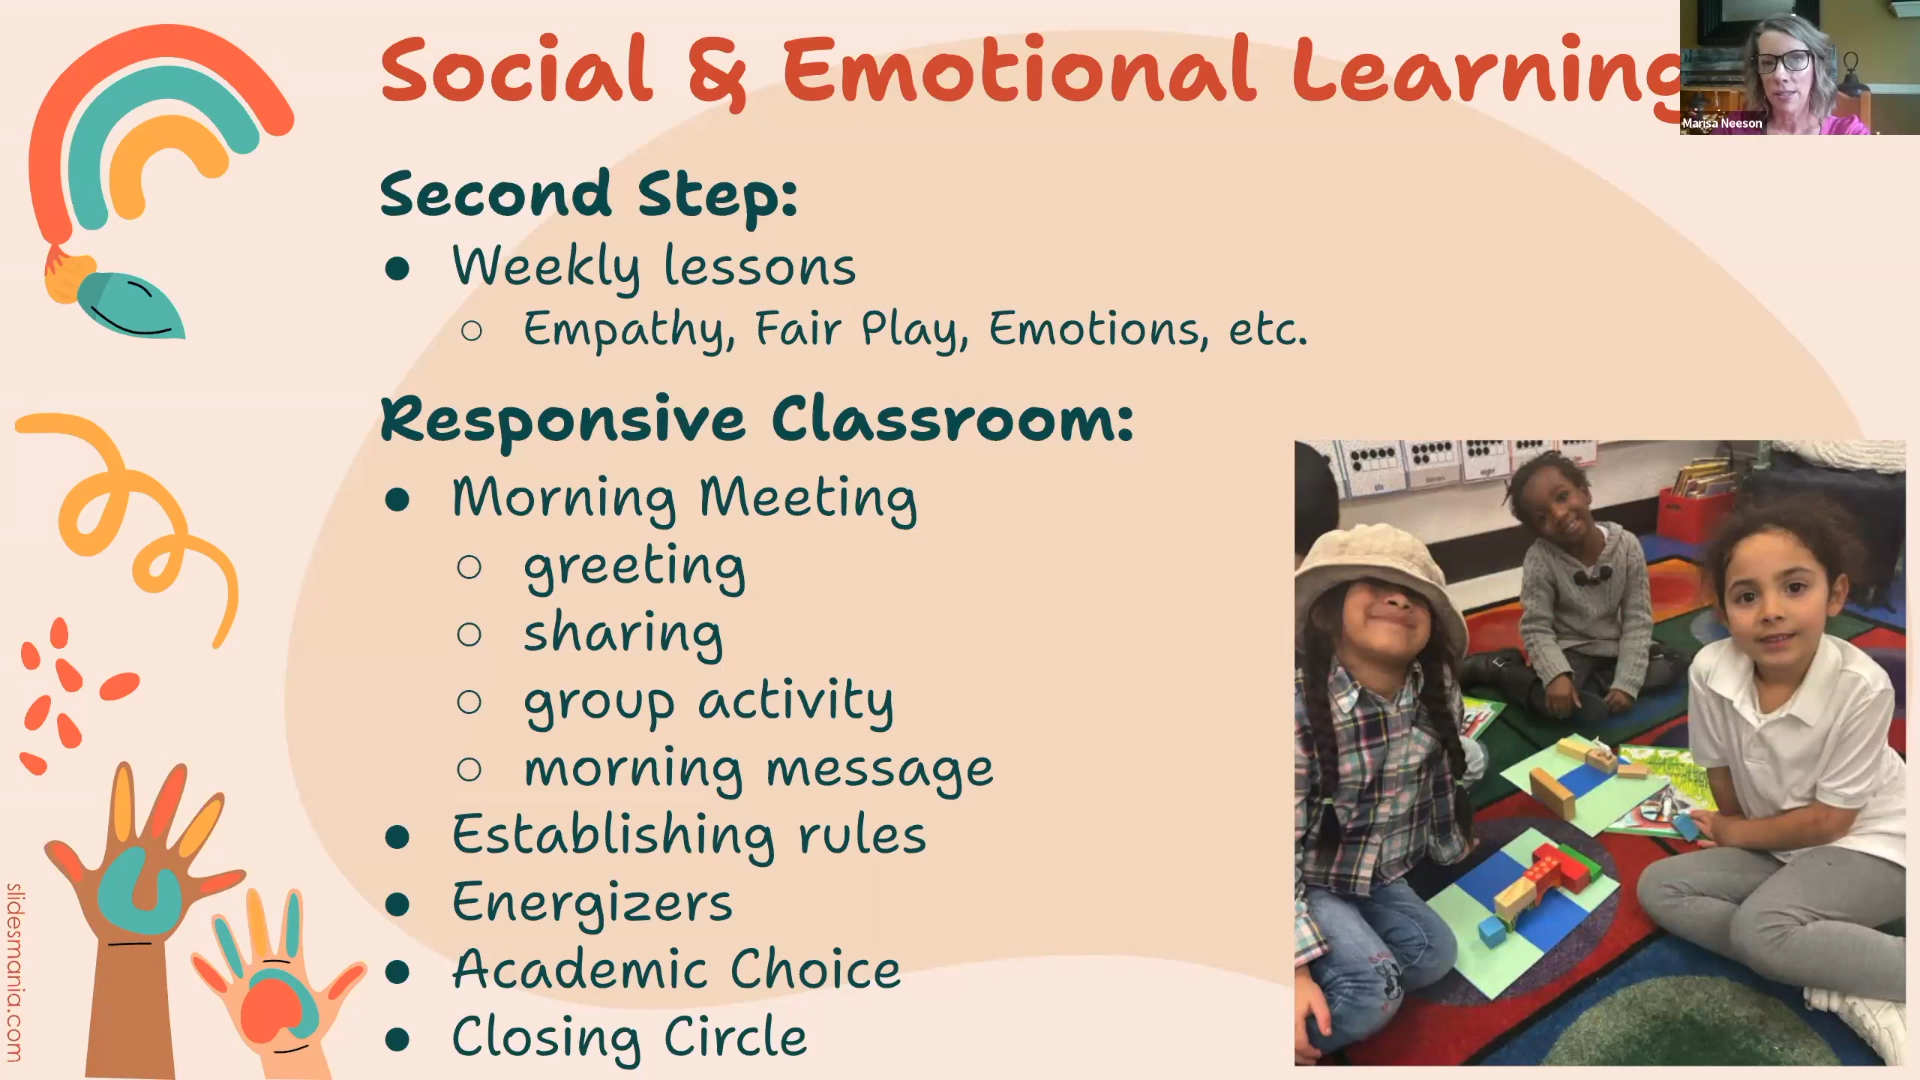 Social & Emotional Learning
Marisa Neeson
Second Step:
● Weekly lessons
○ Empathy, Fair Play, Emotions, etc.
Responsive Classroom:
● Morning Meeting
○ greeting
○ sharing
○ group activity
○ morning message
● Establishing rules
● Energizers
● Academic Choice
● Closing Circle
slidesmania.com